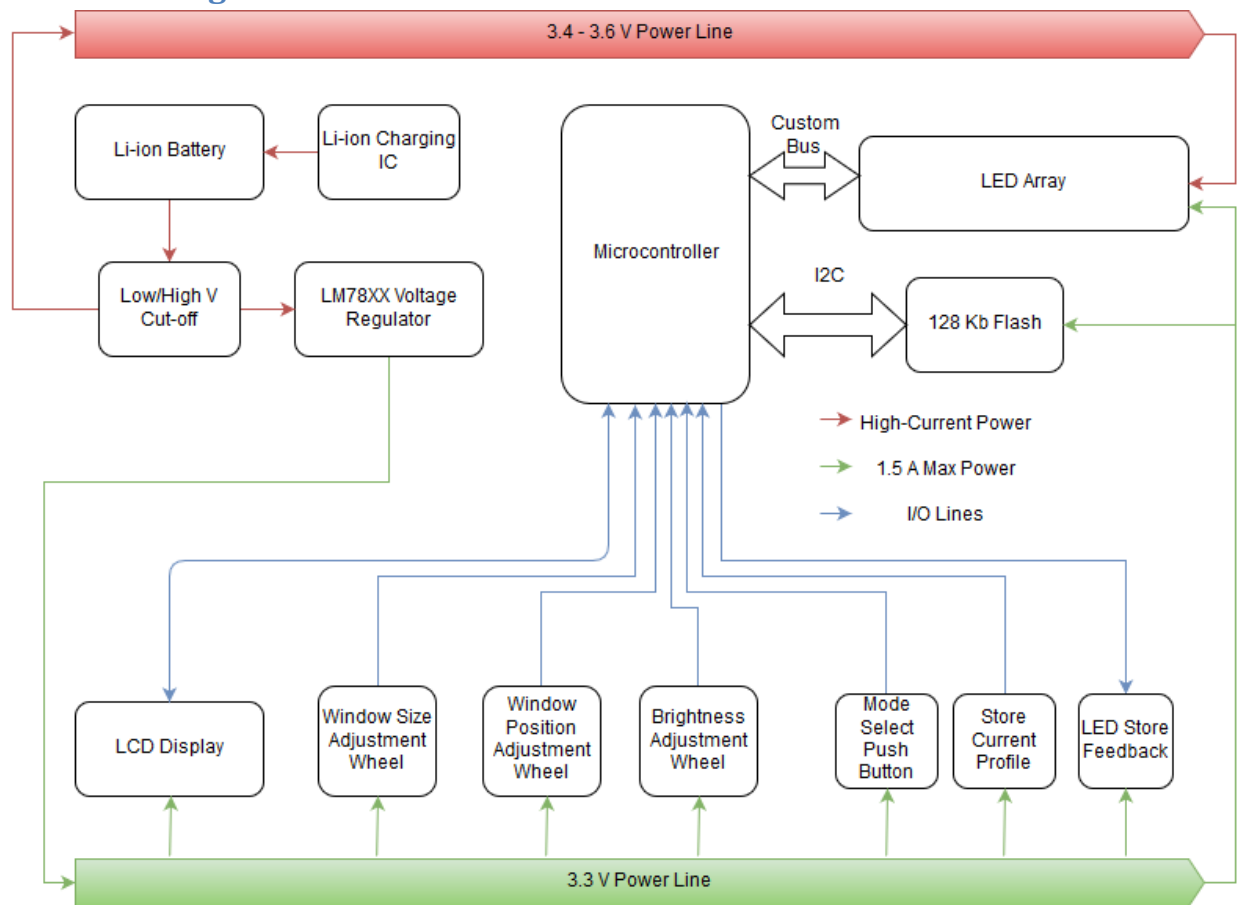 3.4 - 3.6 V Power Line
Li-ion Battery
Li-ion Charging
IC
Microcontroller
Custom
Bus
LED Array
Low/High V
Cut-off
LM78XX Voltage
Regulator
I2C
128 Kb Flash
High-Current Power
1.5 A Max Power
I/O Lines
LCD Display
Window Size
Adjustment
Wheel
Window
Position
Adjustment
Wheel
Brightness
Adjustment
Wheel
Mode
Select
Push
Button
Store
Current
Profile
LED Store
Feedback
3.3 V Power Line